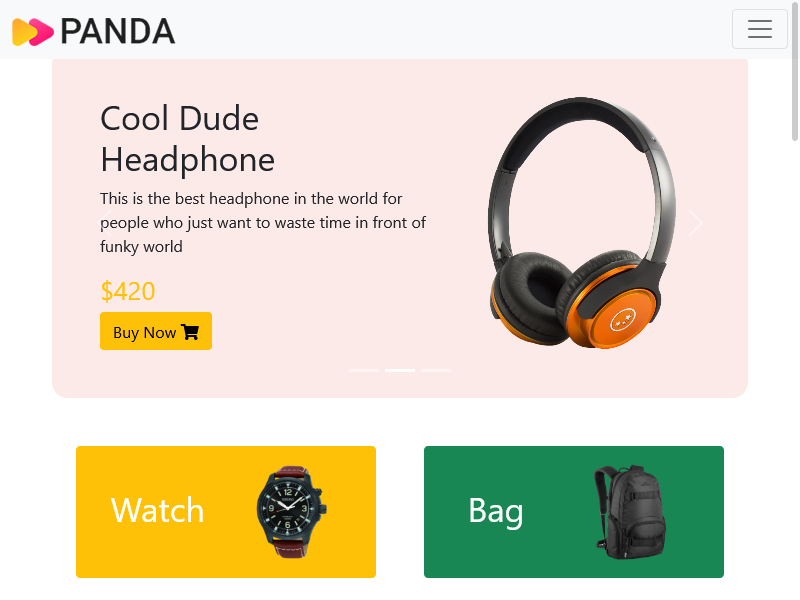 PANDA
Cool Dude
Headphone
This is the best headphone in the world for
people who just want to waste time in front of
funky world
$420
Buy Now
Watch
Bag